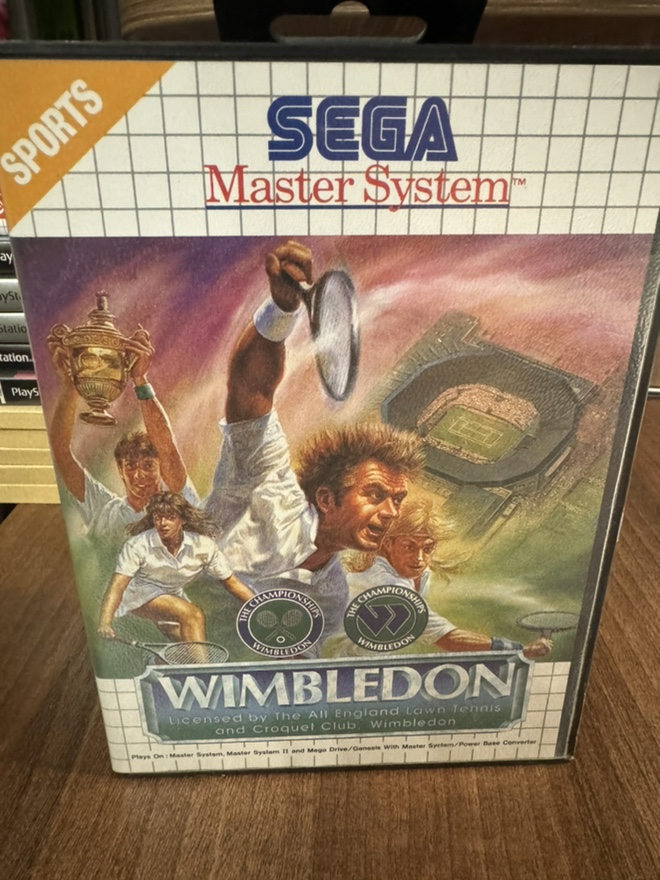 SPORTS
SEGA
Master System™
THE CHAMPIONSHIPS
WIMBLEDON
THE CHAMPIONSHIPS
WIMBLEDON
WIMBLEDON
Licensed by The All England Lawn Tennis
and Croquet Club, Wimbledon
Plays On : Master System, Master System II and Mega Drive/Genesis With Master System/Power Base Converter
PlayS